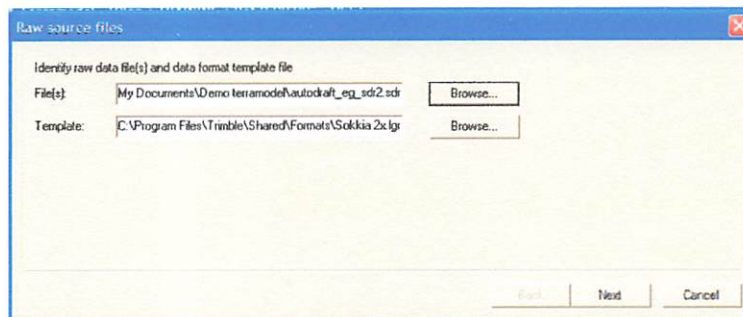 Raw source files
Identify raw data file(s) and data format template file
File(s):
My Documents\Demo terramodel\autodraft_eg_sdr2.sdr
Browse...
Template:
C:\Program Files\Trimble\Shared\Formats\Sokkia 2x.lgr
Browse...
Back
Next
Cancel